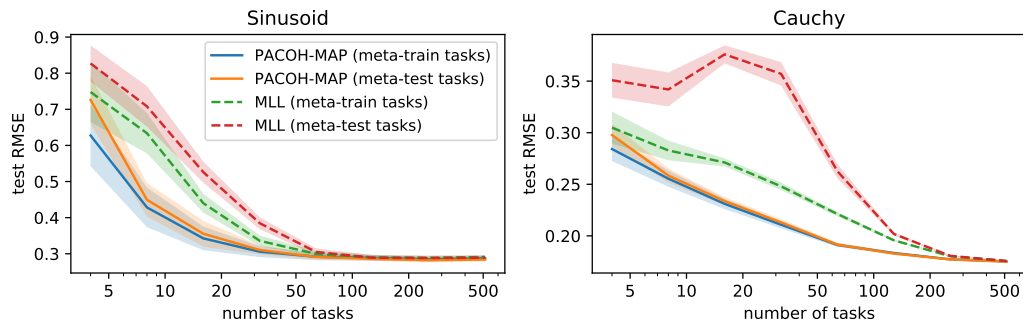 Sinusoid
0.9
0.8
0.7
0.6
0.5
0.4
0.3
test RMSE
PACOH-MAP (meta-train tasks)
PACOH-MAP (meta-test tasks)
MLL (meta-train tasks)
MLL (meta-test tasks)
5 10 20 50 100 200 500
number of tasks
Cauchy
0.35
0.30
0.25
0.20
test RMSE
5 10 20 50 100 200 500
number of tasks